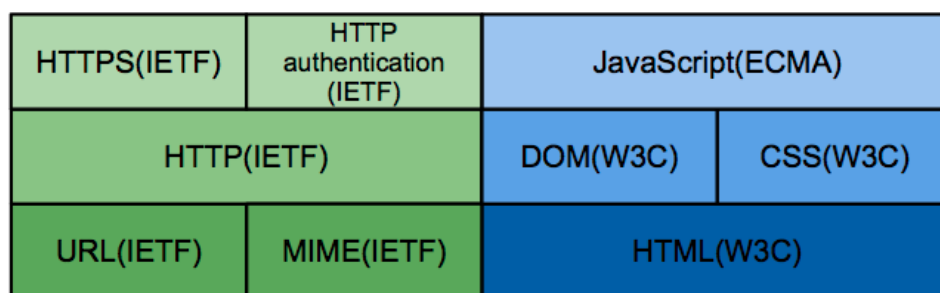 HTTPS(IETF)
HTTP
authentication
(IETF)
JavaScript(ECMA)
HTTP(IETF)
DOM(W3C)
CSS(W3C)
URL(IETF)
MIME(IETF)
HTML(W3C)